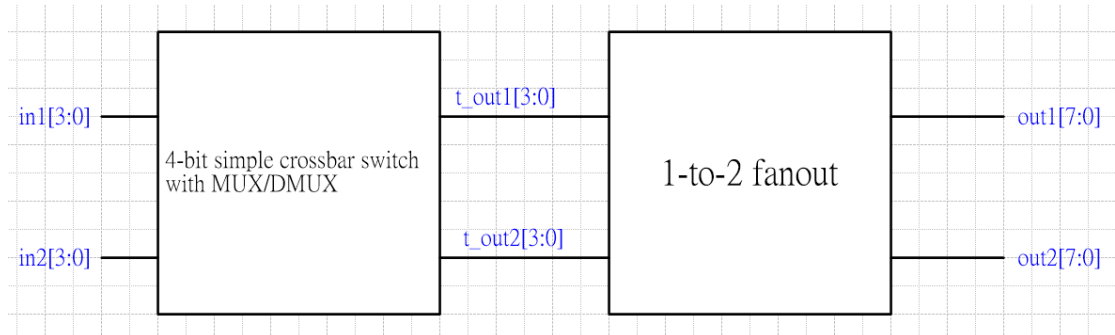 in1[3:0]
t_out1[3:0]
out1[7:0]
4-bit simple crossbar switch
with MUX/DMUX
1-to-2 fanout
in2[3:0]
t_out2[3:0]
out2[7:0]